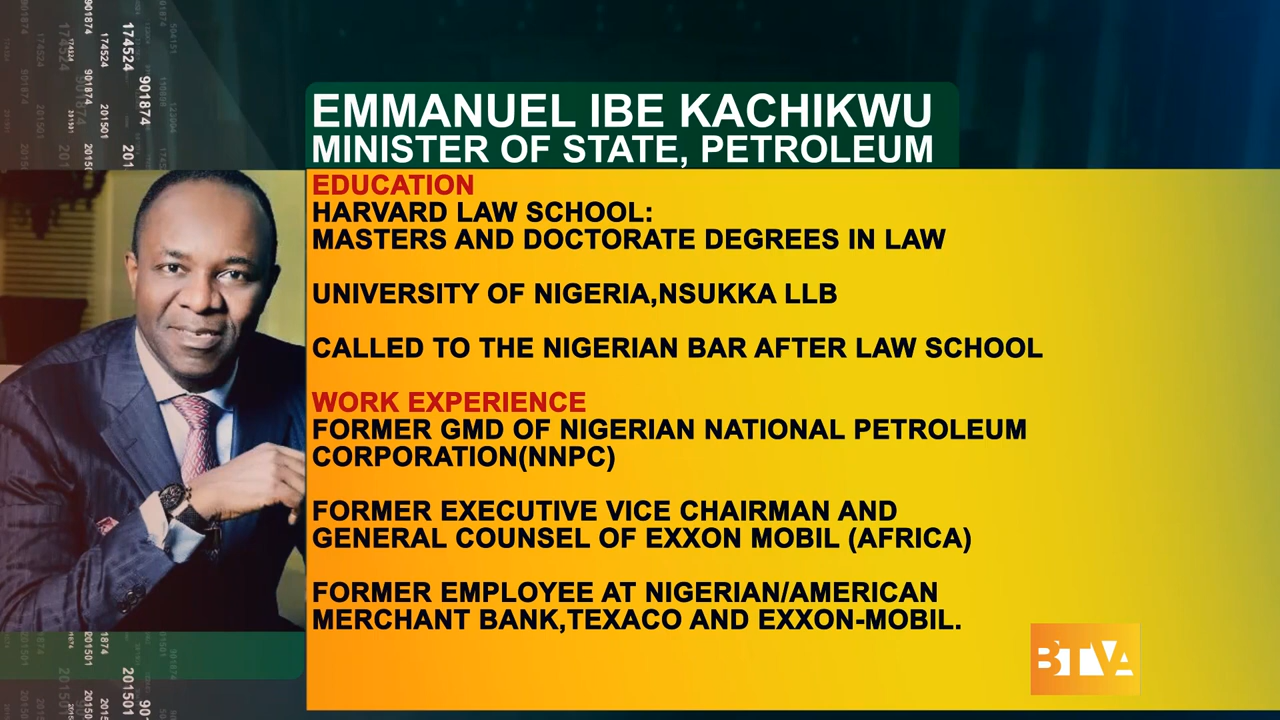 EMMANUEL IBE KACHIKWU
MINISTER OF STATE, PETROLEUM
EDUCATION
HARVARD LAW SCHOOL:
MASTERS AND DOCTORATE DEGREES IN LAW
UNIVERSITY OF NIGERIA,NSUKKA LLB
CALLED TO THE NIGERIAN BAR AFTER LAW SCHOOL
WORK EXPERIENCE
FORMER GMD OF NIGERIAN NATIONAL PETROLEUM
CORPORATION(NNPC)
FORMER EXECUTIVE VICE CHAIRMAN AND
GENERAL COUNSEL OF EXXON MOBIL (AFRICA)
FORMER EMPLOYEE AT NIGERIAN/AMERICAN
MERCHANT BANK,TEXACO AND EXXON-MOBIL.
BTVA
174524
901874
201501